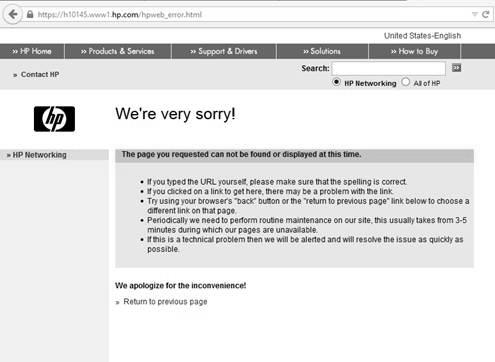 https://h10145.www1.hp.com/hpweb_error.html
United States-English
»» HP Home
»» Products & Services
»» Support & Drivers
»» Solutions
»» How to Buy
» Contact HP
Search:
»»
HP Networking
All of HP
hp
We're very sorry!
» HP Networking
The page you requested can not be found or displayed at this time.
• If you typed the URL yourself, please make sure that the spelling is correct.
• If you clicked on a link to get here, there may be a problem with the link.
• Try using your browser's "back" button or the "return to previous page" link below to choose a
different link on that page.
• Periodically we need to perform routine maintenance on our site, this usually takes from 3-5
minutes during which our pages are unavailable.
• If this is a technical problem then we will be alerted and will resolve the issue as quickly as
possible.
We apologize for the inconvenience!
» Return to previous page